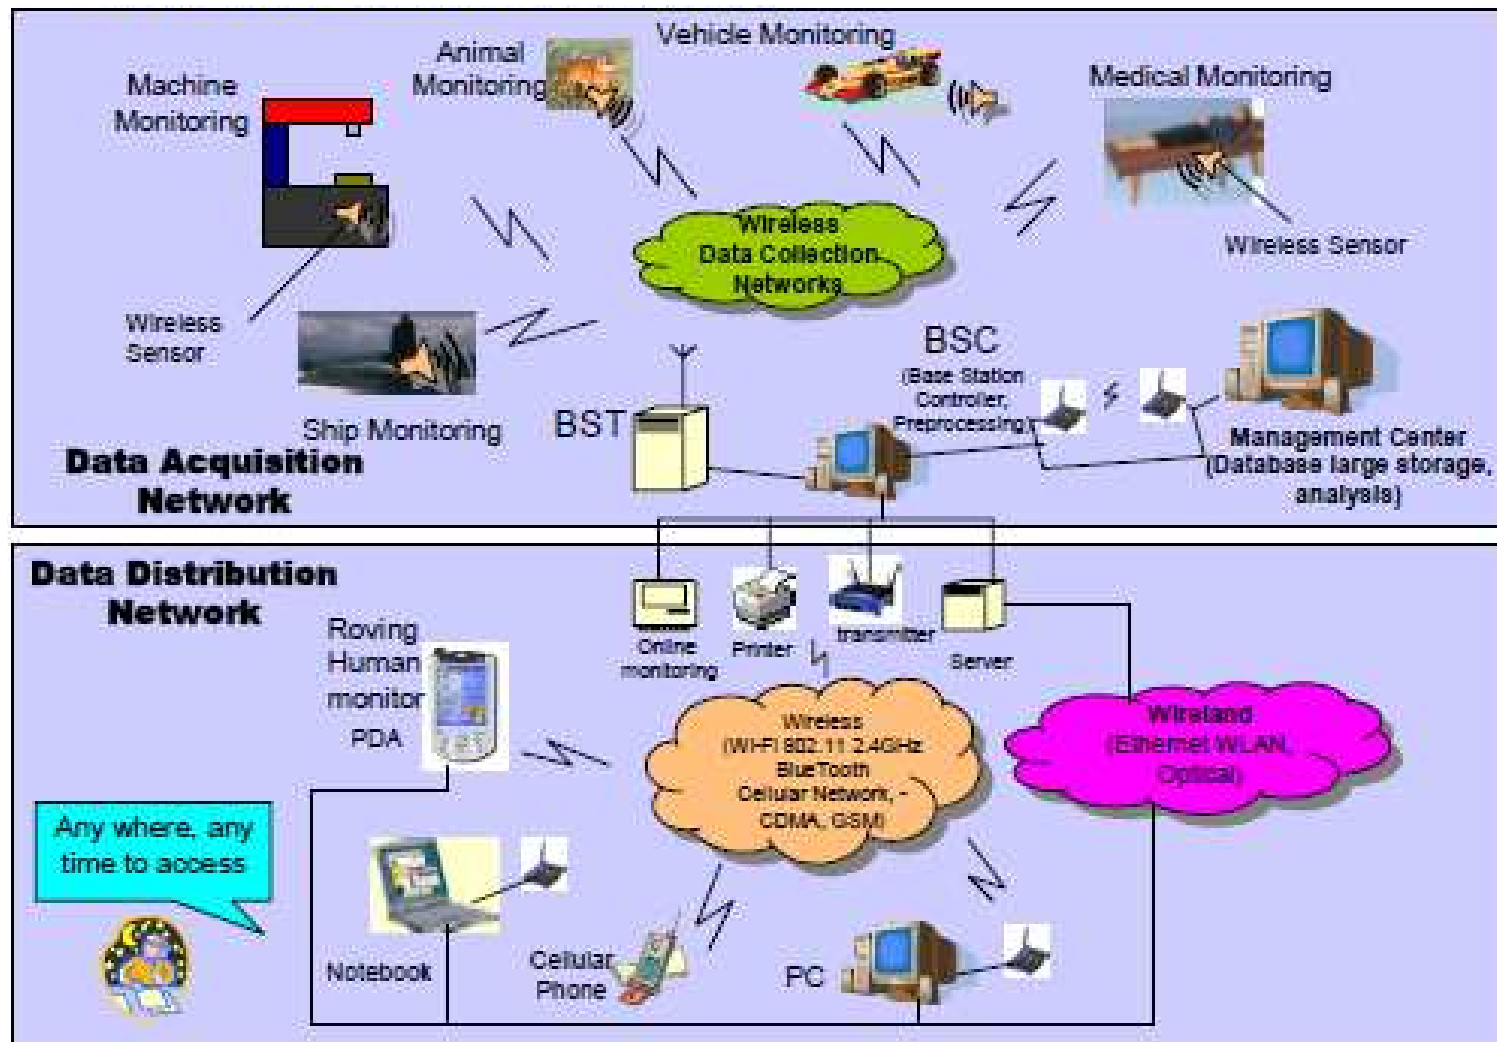 Vehicle Monitoring
Animal
Monitoring
Machine
Monitoring
Medical Monitoring
Wireless
Data Collection
Networks
Wireless Sensor
Wireless
Sensor
Ship Monitoring
BST
BSC
(Base Station
Controller,
Preprocessing)
Management Center
(Database large storage,
analysis)
Data Acquisition
Network
Data Distribution
Network
Online
monitoring
Printer
transmitter
Server
Roving
Human
monitor
PDA
Wireless
(Wi-Fi 802.11 2.4GHz
BlueTooth
Cellular Network, -
CDMA, GSM)
Wireland
(Ethernet WLAN,
Optical)
Any where, any
time to access
Notebook
Cellular
Phone
PC